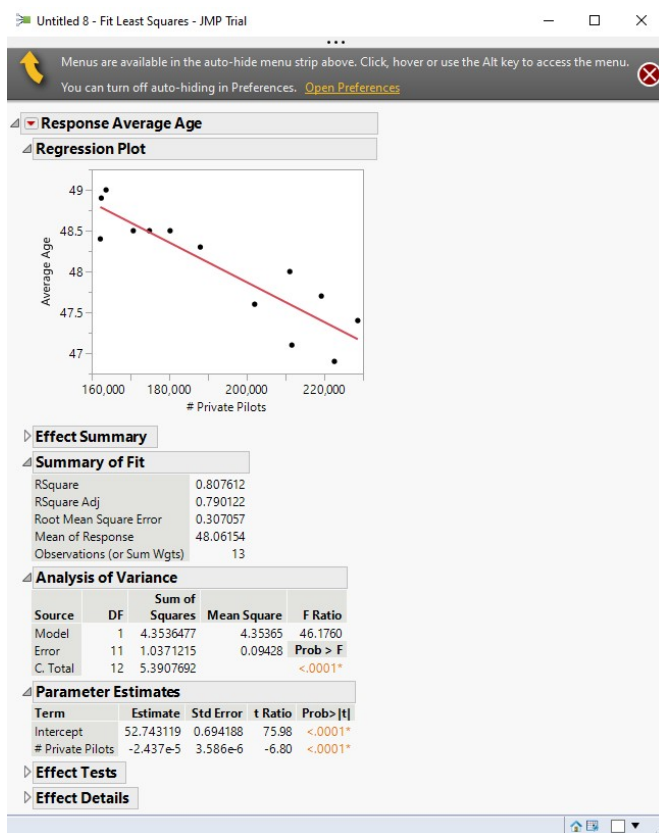 Untitled 8 - Fit Least Squares - JMP Trial
Menus are available in the auto-hide menu strip above. Click, hover or use the Alt key to access the menu.
You can turn off auto-hiding in Preferences. Open Preferences
Response Average Age
Regression Plot
49
48.5
48
47.5
47
Average Age
160,000 180,000 200,000 220,000
# Private Pilots
Effect Summary
Summary of Fit
RSquare 0.807612
RSquare Adj 0.790122
Root Mean Square Error 0.307057
Mean of Response 48.06154
Observations (or Sum Wgts) 13
Analysis of Variance
Sum of
Source DF Squares Mean Square F Ratio
Model 1 4.3536477 4.35365 46.1760
Error 11 1.0371215 0.09428 Prob > F
C. Total 12 5.3907692 <.0001*
Parameter Estimates
Term Estimate Std Error t Ratio Prob>|t|
Intercept 52.743119 0.694188 75.98 <.0001*
# Private Pilots -2.437e-5 3.586e-6 -6.80 <.0001*
Effect Tests
Effect Details